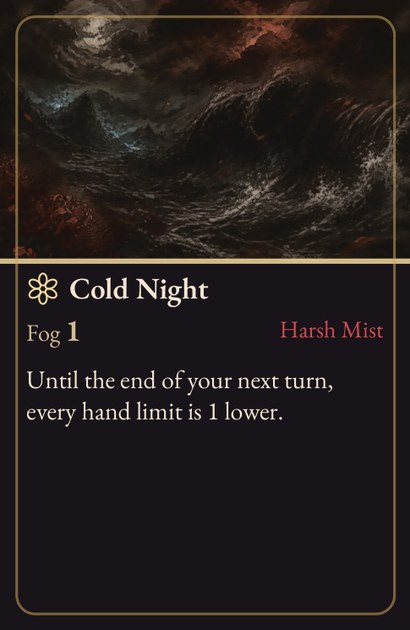 Cold Night
Fog 1
Harsh Mist
Until the end of your next turn,
every hand limit is 1 lower.